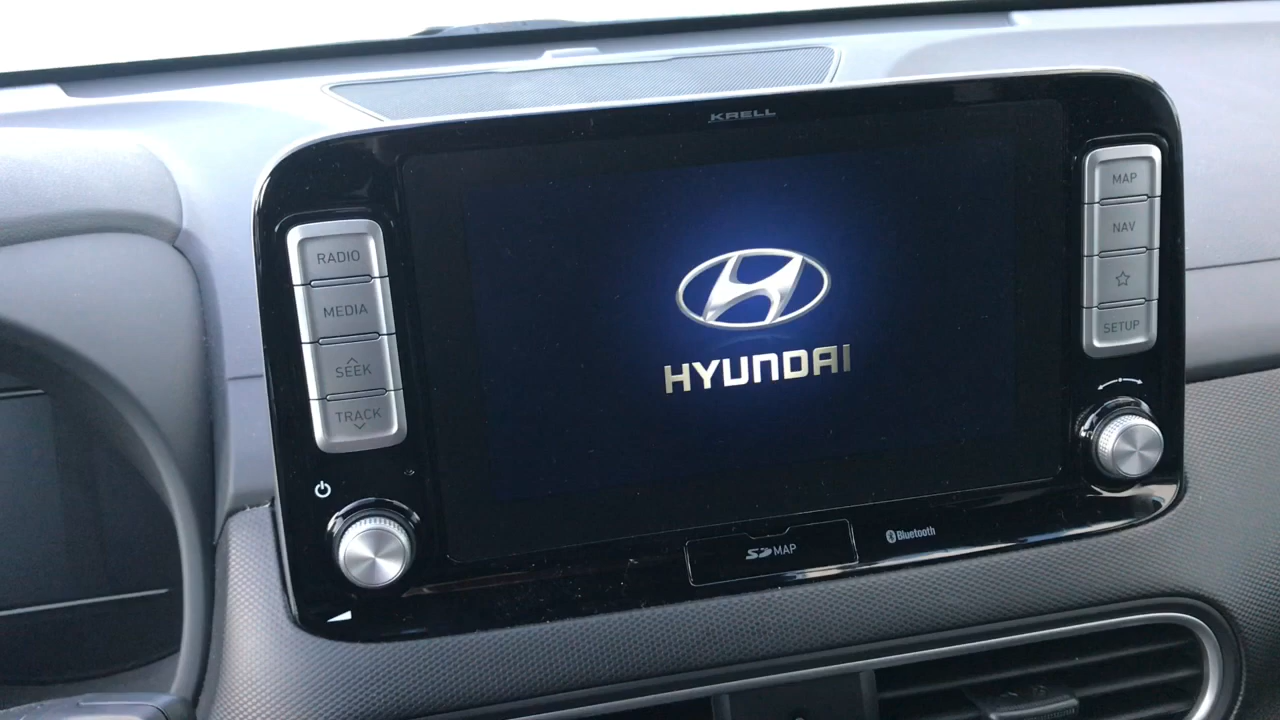 KRELL
RADIO
MEDIA
SEEK
TRACK
HYUNDAI
MAP
NAV
SETUP
SD MAP
Bluetooth